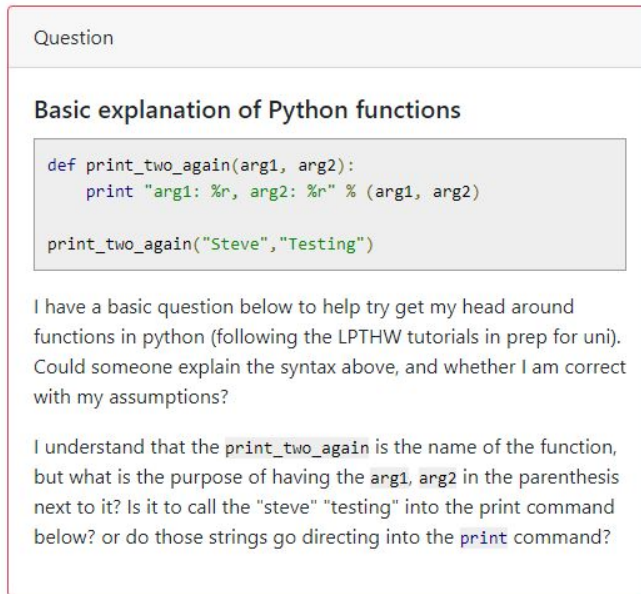 Question
Basic explanation of Python functions
def print_two_again(arg1, arg2):
    print "arg1: %r, arg2: %r" % (arg1, arg2)
print_two_again("Steve","Testing")
I have a basic question below to help try get my head around
functions in python (following the LPTHW tutorials in prep for uni).
Could someone explain the syntax above, and whether I am correct
with my assumptions?
I understand that the print_two_again is the name of the function,
but what is the purpose of having the arg1, arg2 in the parenthesis
next to it? Is it to call the "steve" "testing" into the print command
below? or do those strings go directing into the print command?